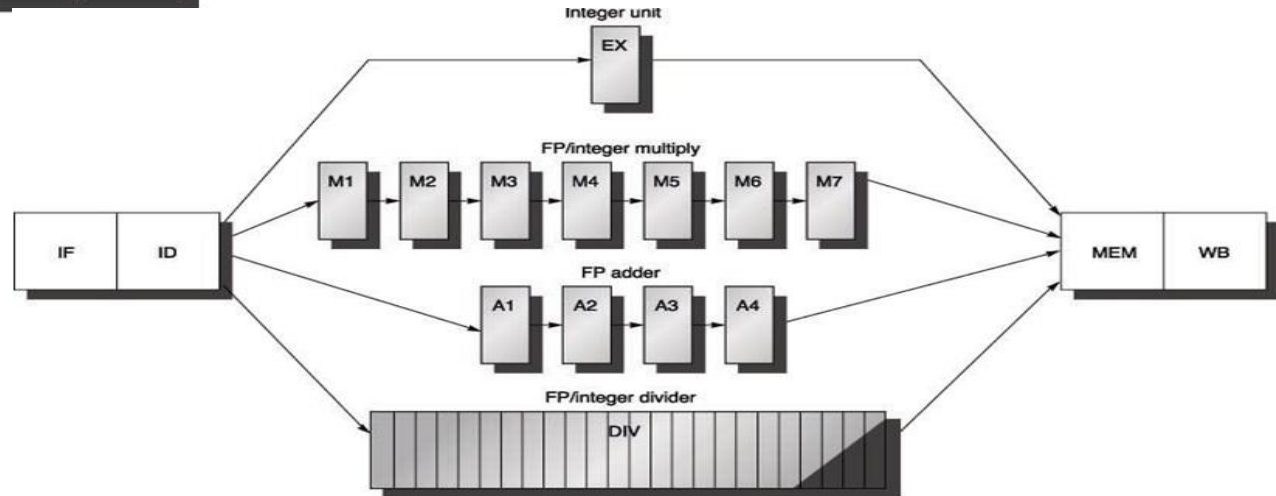 Integer unit
EX
FP/integer multiply
M1 M2 M3 M4 M5 M6 M7
IF ID MEM WB
FP adder
A1 A2 A3 A4
FP/integer divider
DIV